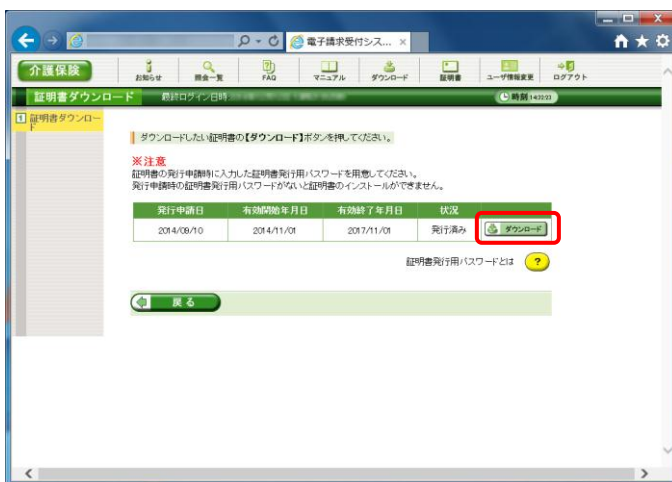 電子請求受付シス... ×
介護保険
お知らせ 照会一覧 FAQ マニュアル ダウンロード 証明書 ユーザ情報変更 ログアウト
証明書ダウンロード 最終ログイン日時 時刻
1 証明書ダウンロー
ド
ダウンロードしたい証明書の【ダウンロード】ボタンを押してください。
※注意
証明書の発行申請時に入力した証明書発行用パスワードを用意してください。
発行申請時の証明書発行用パスワードがないと証明書のインストールができません。
発行申請日 有効開始年月日 有効終了年月日 状況
2014/09/10 2014/11/01 2017/11/01 発行済み ダウンロード
証明書発行用パスワードとは ?
戻る